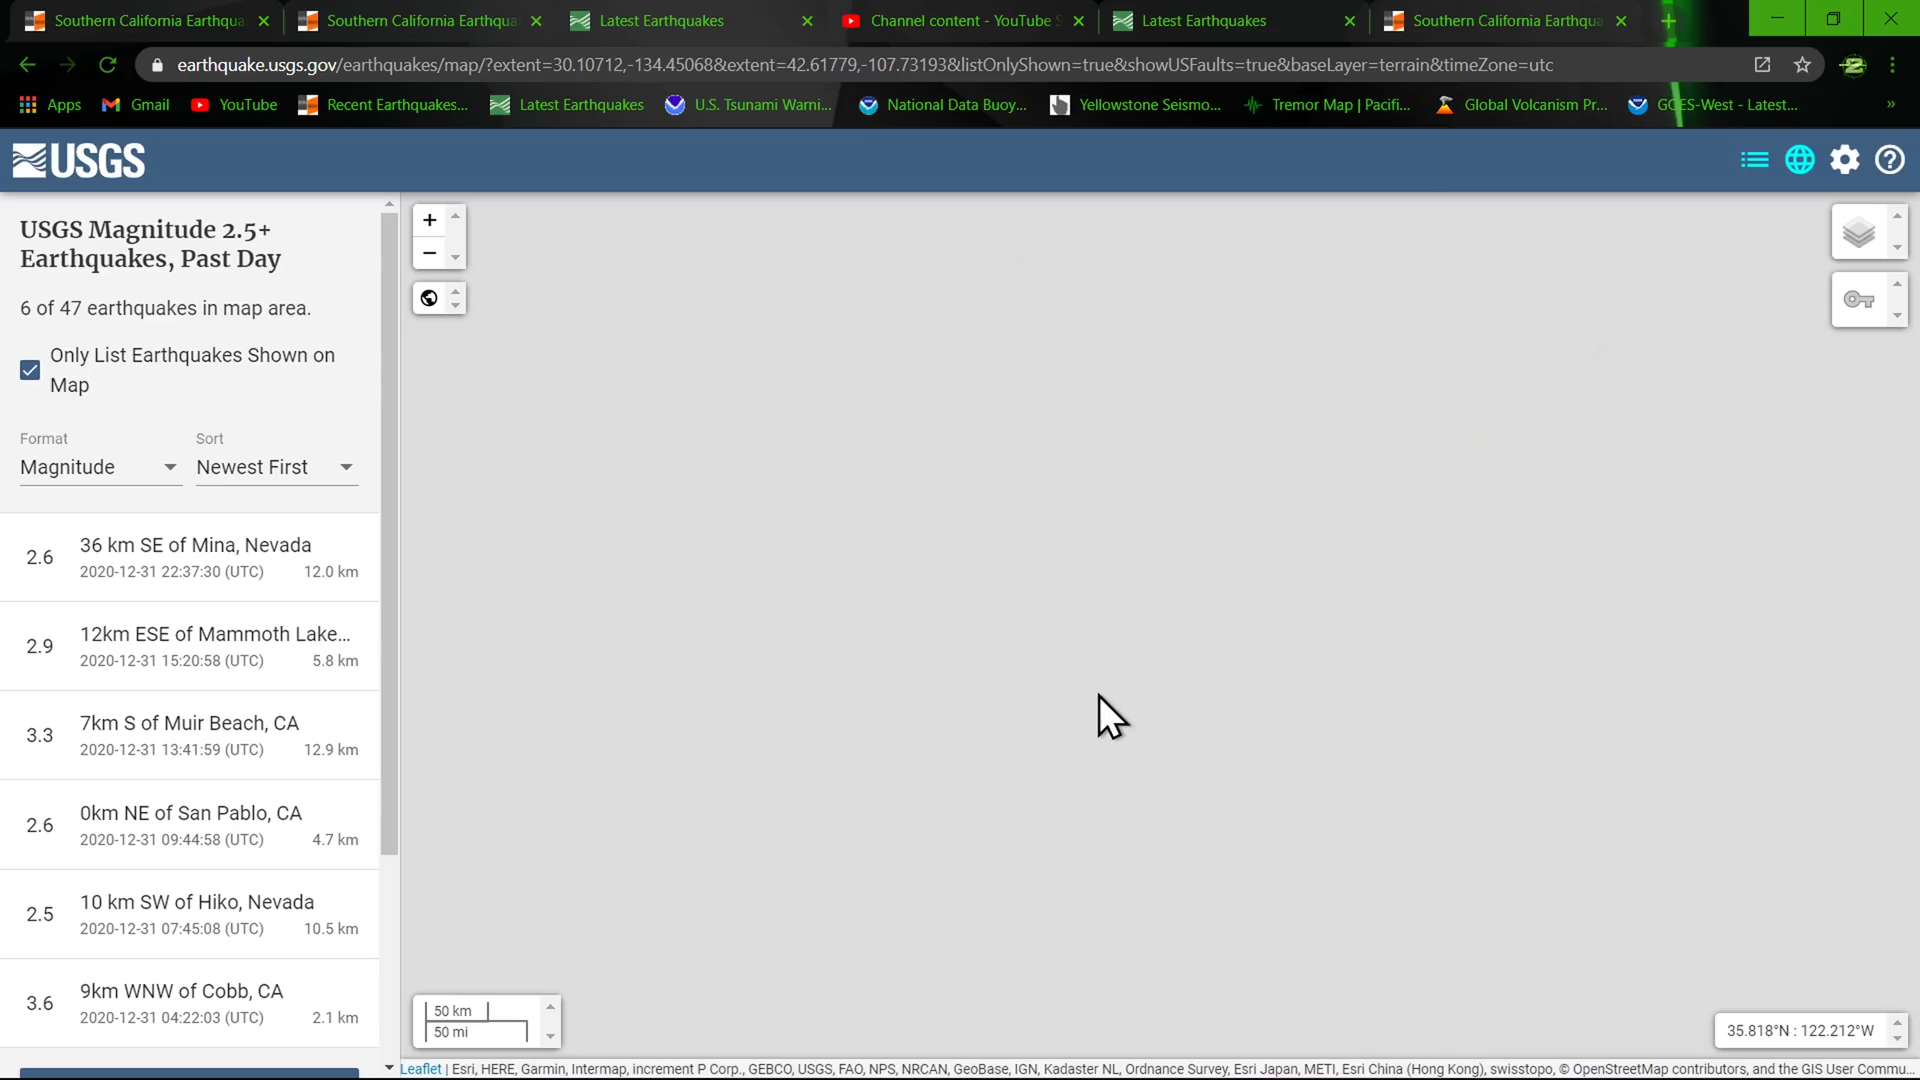 Southern California Earthqua
Southern California Earthqua
Latest Earthquakes
Channel content - YouTube S
Latest Earthquakes
Southern California Earthqua
earthquake.usgs.gov/earthquakes/map/?extent=30.10712,-134.45068&extent=42.61779,-107.73193&listOnlyShown=true&showUSFaults=true&baseLayer=terrain&timeZone=utc
Apps
Gmail
YouTube
Recent Earthquakes...
Latest Earthquakes
U.S. Tsunami Warni...
National Data Buoy...
Yellowstone Seismo...
Tremor Map | Pacifi...
Global Volcanism Pr...
GOES-West - Latest...
USGS
USGS Magnitude 2.5+
Earthquakes, Past Day
6 of 47 earthquakes in map area.
Only List Earthquakes Shown on
Map
Format
Sort
Magnitude
Newest First
2.6
36 km SE of Mina, Nevada
2020-12-31 22:37:30 (UTC)
12.0 km
2.9
12km ESE of Mammoth Lake...
2020-12-31 15:20:58 (UTC)
5.8 km
3.3
7km S of Muir Beach, CA
2020-12-31 13:41:59 (UTC)
12.9 km
2.6
0km NE of San Pablo, CA
2020-12-31 09:44:58 (UTC)
4.7 km
2.5
10 km SW of Hiko, Nevada
2020-12-31 07:45:08 (UTC)
10.5 km
3.6
9km WNW of Cobb, CA
2020-12-31 04:22:03 (UTC)
2.1 km
50 km
50 mi
35.818°N : 122.212°W
Leaflet | Esri, HERE, Garmin, Intermap, increment P Corp., GEBCO, USGS, FAO, NPS, NRCAN, GeoBase, IGN, Kadaster NL, Ordnance Survey, Esri Japan, METI, Esri China (Hong Kong), swisstopo, © OpenStreetMap contributors, and the GIS User Commu...